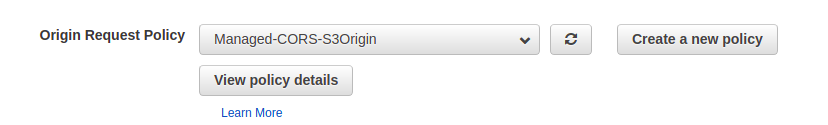 Origin Request Policy Managed-CORS-S3Origin Create a new policy
View policy details
Learn More